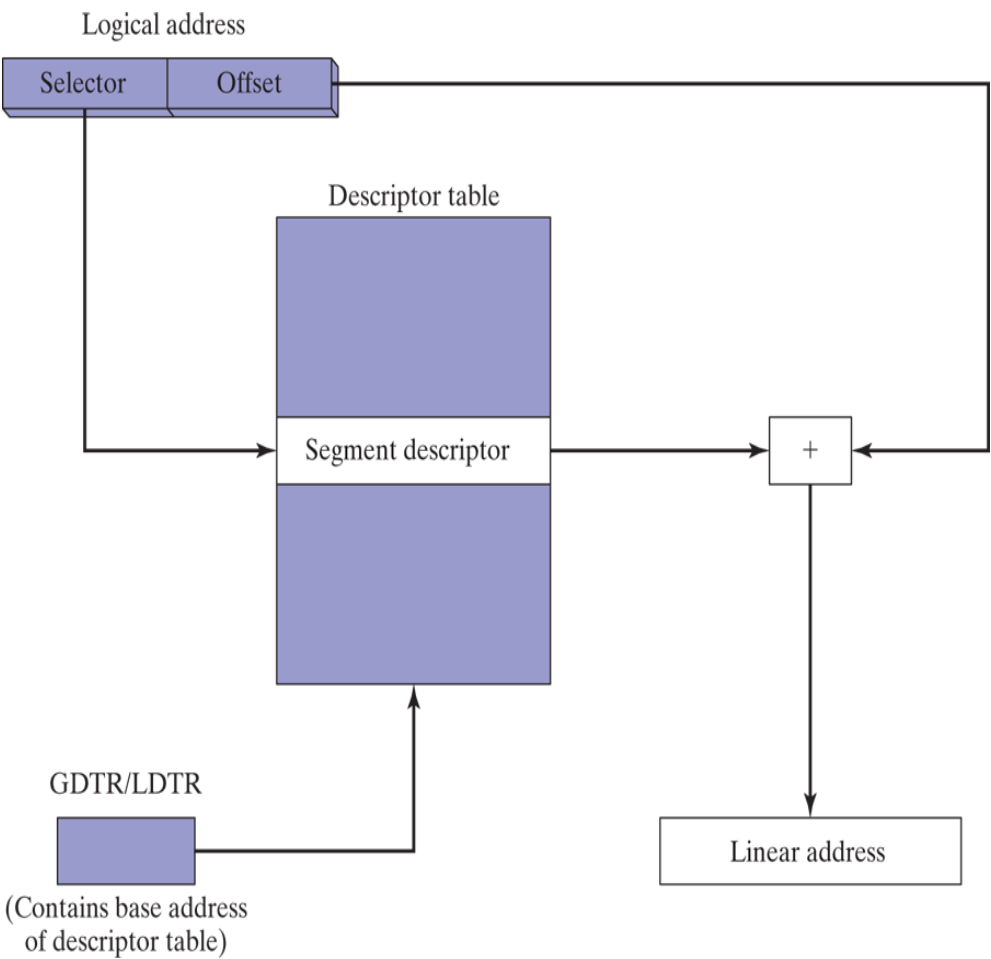 Logical address
Selector
Offset
Descriptor table
Segment descriptor
+
GDTR/LDTR
Linear address
(Contains base address
of descriptor table)